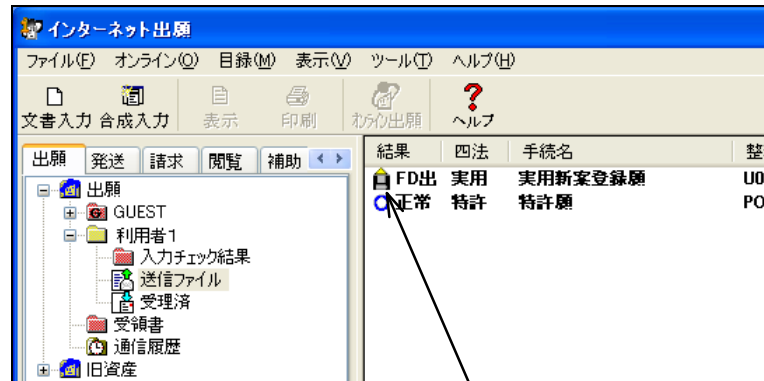 インターネット出願
ファイル(F) オンライン(O) 目録(M) 表示(V) ツール(T) ヘルプ(H)
文書入力 合成入力 表示 印刷 オンライン出願 ヘルプ
出願 発送 請求 閲覧 補助
結果 四法 手続名 整
FD出 実用 実用新案登録願 U0
正常 特許 特許願 PO
出願
GUEST
利用者1
入力チェック結果
送信ファイル
受理済
受領書
通信履歴
旧資産